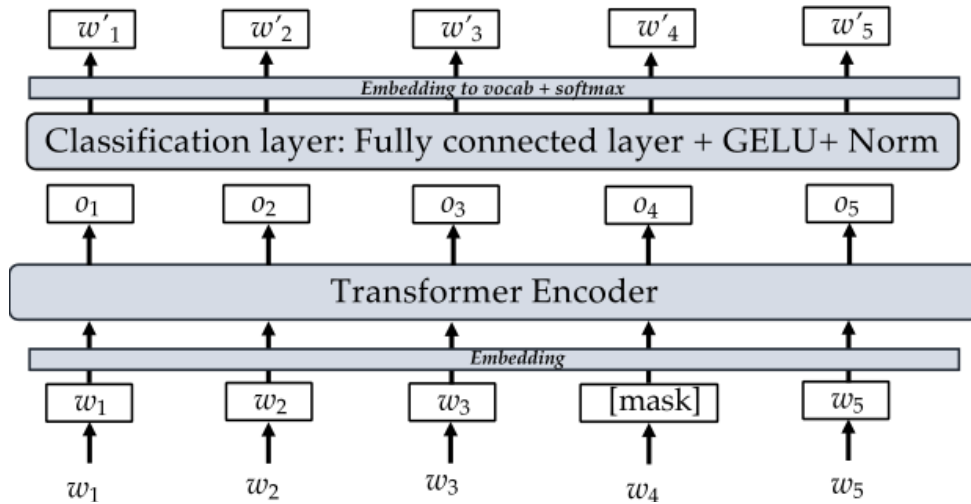 w'₁ w'₂ w'₃ w'₄ w'₅
Embedding to vocab + softmax
Classification layer: Fully connected layer + GELU+ Norm
o₁ o₂ o₃ o₄ o₅
Transformer Encoder
Embedding
w₁ w₂ w₃ [mask] w₅
w₁ w₂ w₃ w₄ w₅